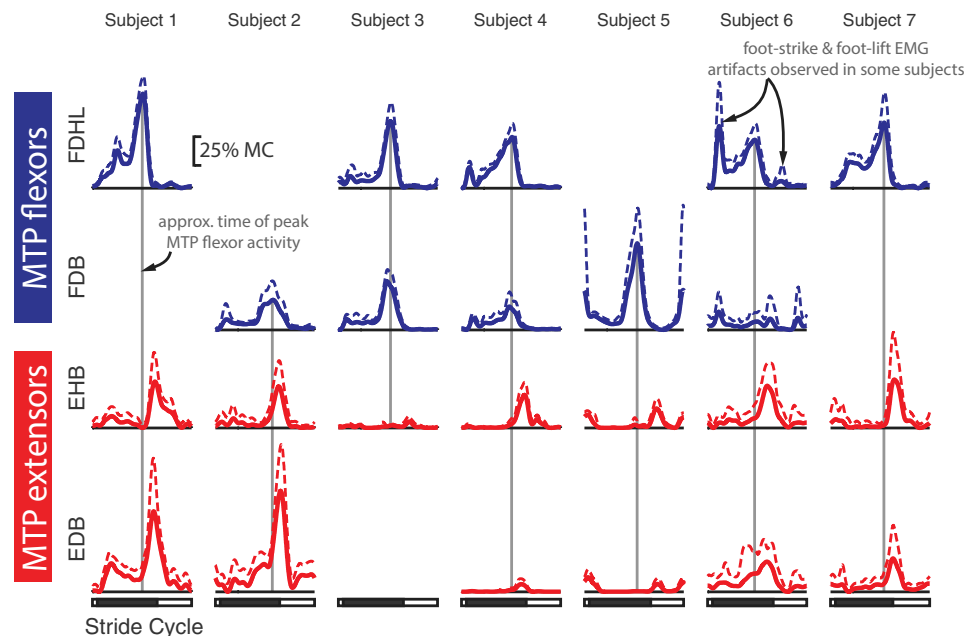 Subject 1 Subject 2 Subject 3 Subject 4 Subject 5 Subject 6 Subject 7
foot-strike & foot-lift EMG
artifacts observed in some subjects
MTP flexors
FDHL
25% MC
approx. time of peak
MTP flexor activity
FDB
MTP extensors
EHB
EDB
Stride Cycle